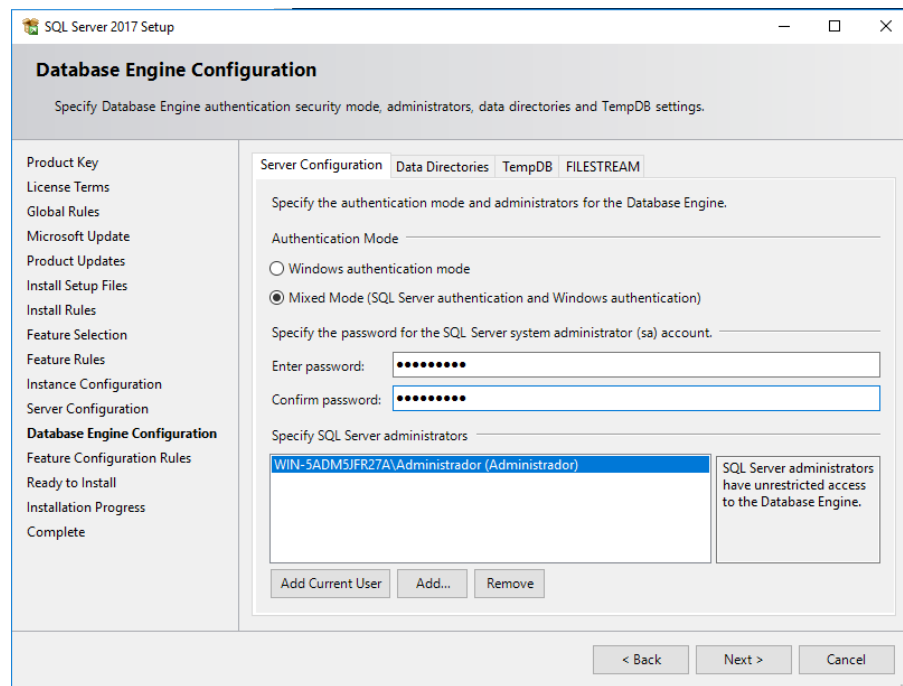 SQL Server 2017 Setup
Database Engine Configuration
Specify Database Engine authentication security mode, administrators, data directories and TempDB settings.
Product Key
License Terms
Global Rules
Microsoft Update
Product Updates
Install Setup Files
Install Rules
Feature Selection
Feature Rules
Instance Configuration
Server Configuration
Database Engine Configuration
Feature Configuration Rules
Ready to Install
Installation Progress
Complete
Server Configuration Data Directories TempDB FILESTREAM
Specify the authentication mode and administrators for the Database Engine.
Authentication Mode
Windows authentication mode
Mixed Mode (SQL Server authentication and Windows authentication)
Specify the password for the SQL Server system administrator (sa) account.
Enter password: ●●●●●●●●●
Confirm password: ●●●●●●●●●
Specify SQL Server administrators
WIN-5ADM5JFR27A\Administrador (Administrador)
SQL Server administrators
have unrestricted access
to the Database Engine.
Add Current User Add... Remove
< Back Next > Cancel